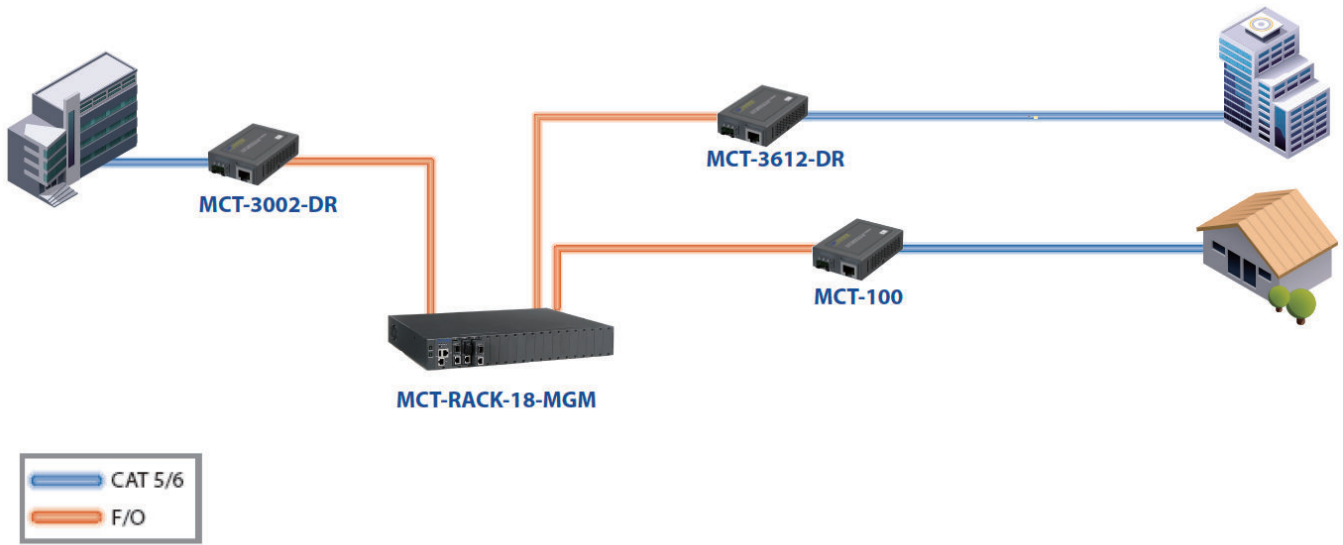 MCT-3612-DR
MCT-3002-DR
MCT-100
MCT-RACK-18-MGM
CAT 5/6
F/O